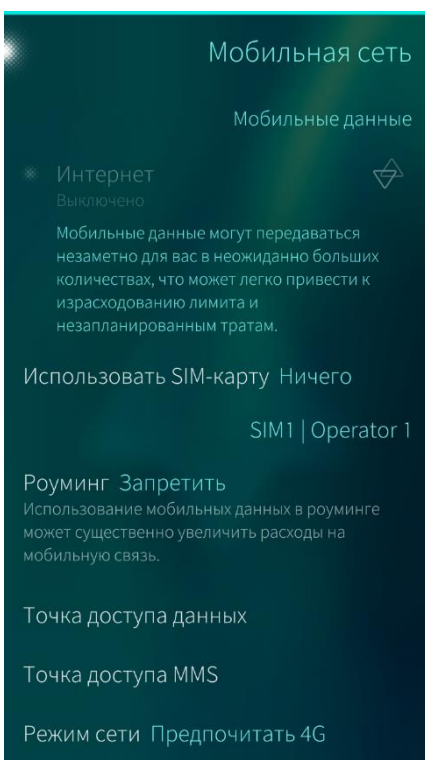 Мобильная сеть
Мобильные данные
Интернет
Выключено
Мобильные данные могут передаваться
незаметно для вас в неожиданно больших
количествах, что может легко привести к
израсходованию лимита и
незапланированным тратам.
Использовать SIM-карту Ничего
SIM1 | Operator 1
Роуминг Запретить
Использование мобильных данных в роуминге
может существенно увеличить расходы на
мобильную связь.
Точка доступа данных
Точка доступа MMS
Режим сети Предпочитать 4G